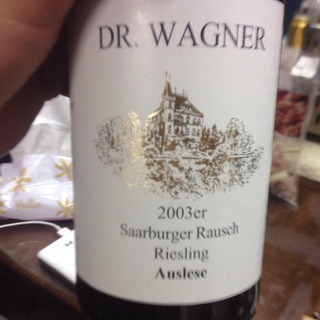 DR. WAGNER
2003er
Saarburger Rausch
Riesling
Auslese